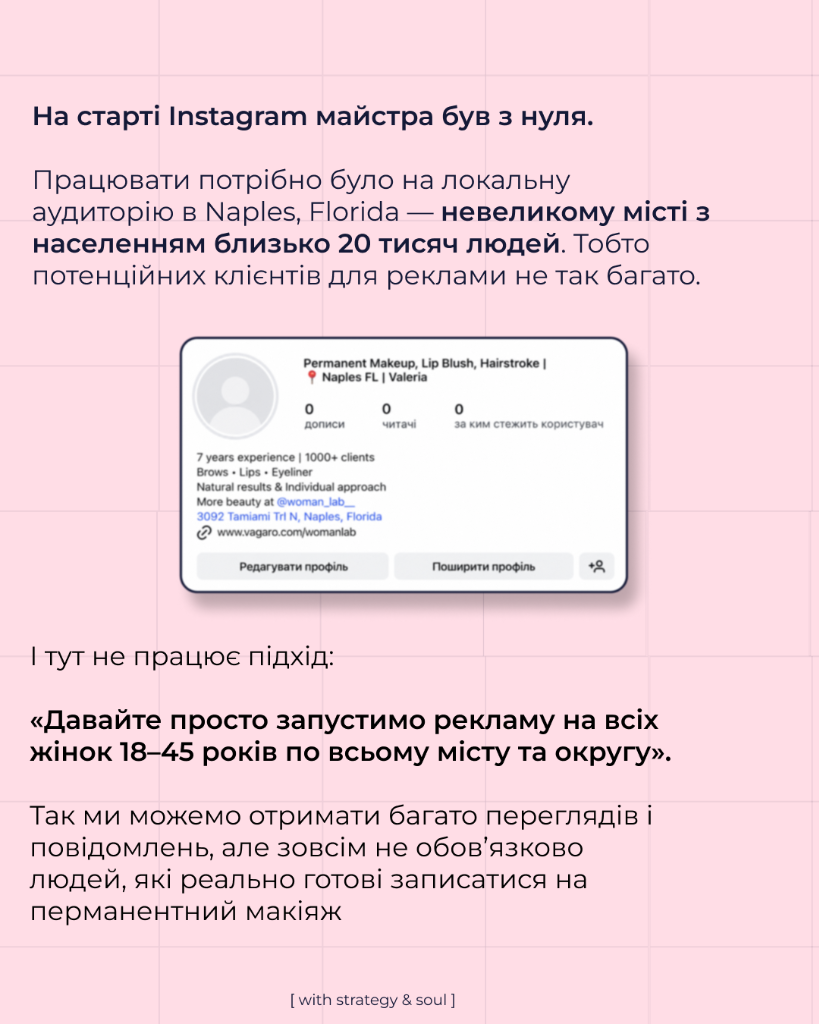 На старті Instagram майстра був з нуля.
Працювати потрібно було на локальну
аудиторію в Naples, Florida — невеликому місті з
населенням близько 20 тисяч людей. Тобто
потенційних клієнтів для реклами не так багато.
Permanent Makeup, Lip Blush, Hairstroke |
📍 Naples FL | Valeria
0 0 0
дописи читачі за ким стежить користувач
7 years experience | 1000+ clients
Brows • Lips • Eyeliner
Natural results & Individual approach
More beauty at @woman_lab__
3092 Tamiami Trl N, Naples, Florida
www.vagaro.com/womanlab
Редагувати профіль Поширити профіль
І тут не працює підхід:
«Давайте просто запустимо рекламу на всіх
жінок 18–45 років по всьому місту та округу».
Так ми можемо отримати багато переглядів і
повідомлень, але зовсім не обов’язково
людей, які реально готові записатися на
перманентний макіяж
[ with strategy & soul ]